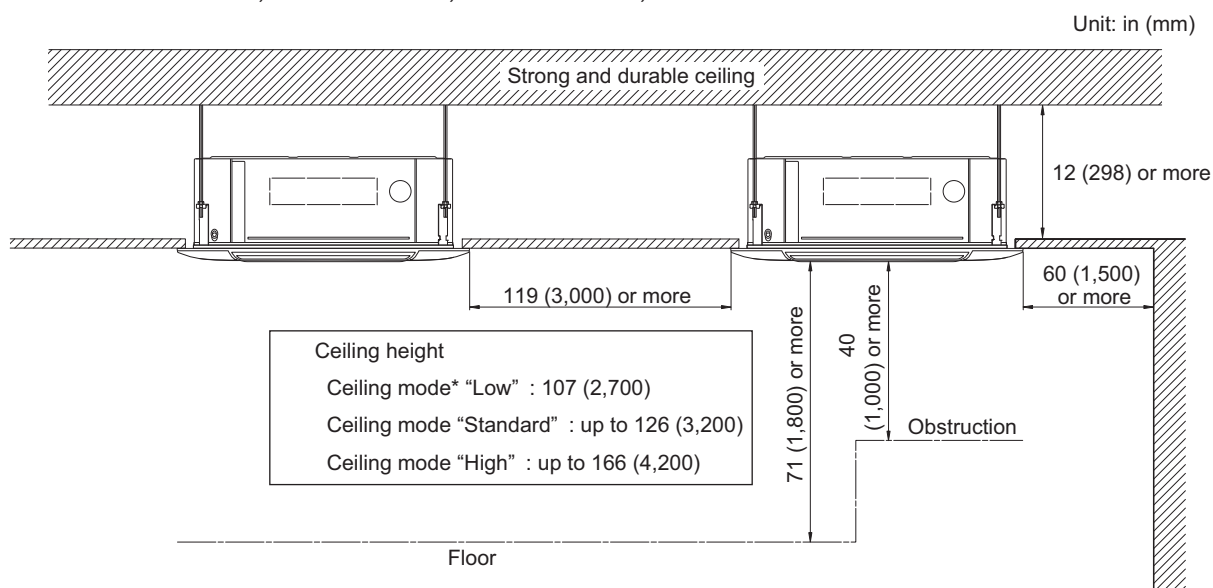 Unit: in (mm)
Strong and durable ceiling
12 (298) or more
119 (3,000) or more
60 (1,500)
or more
Ceiling height
Ceiling mode* “Low” : 107 (2,700)
Ceiling mode “Standard” : up to 126 (3,200)
Ceiling mode “High” : up to 166 (4,200)
71 (1,800) or more
40
(1,000) or more
Obstruction
Floor